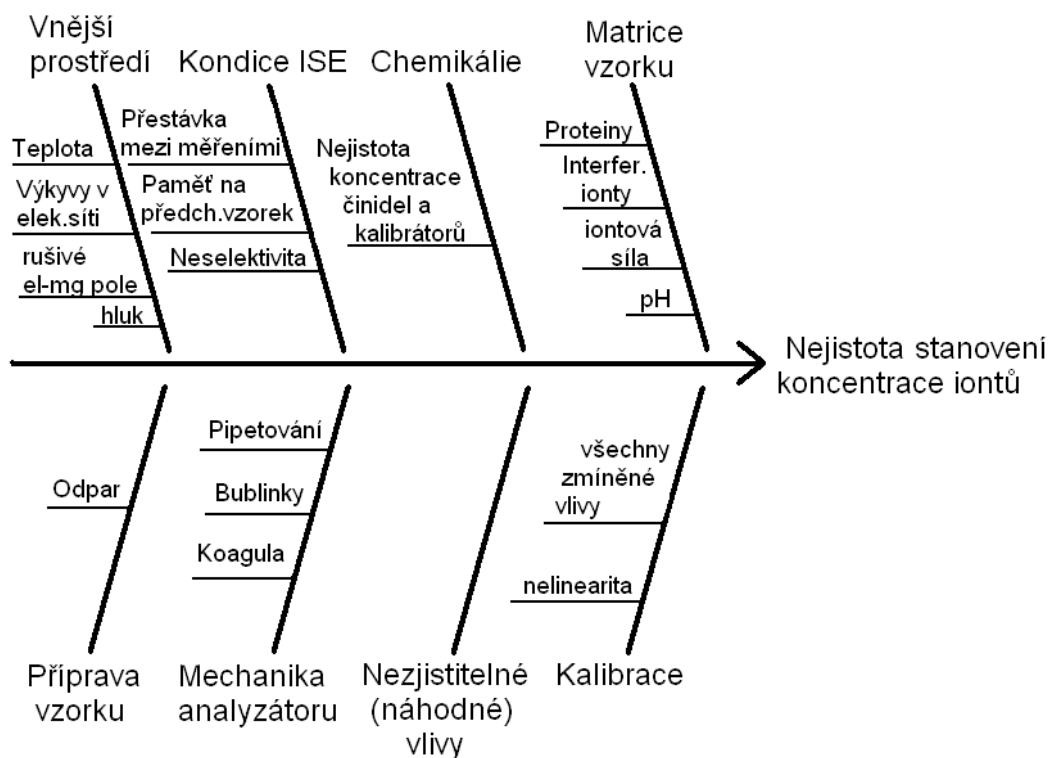 Vnější
prostředí
Kondice ISE
Chemikálie
Matrice
vzorku
Teplota
Výkyvy v
elek.síti
rušivé
el-mg pole
hluk
Přestávka
mezi měřeními
Paměť na
předch.vzorek
Neselektivita
Nejistota
koncentrace
činidel a
kalibrátorů
Proteiny
Interfer.
ionty
iontová
síla
pH
Nejistota stanovení
koncentrace iontů
Odpar
Pipetování
Bublinky
Koagula
všechny
zmíněné
vlivy
nelinearita
Příprava
vzorku
Mechanika
analyzátoru
Nezjistitelné
(náhodné)
vlivy
Kalibrace